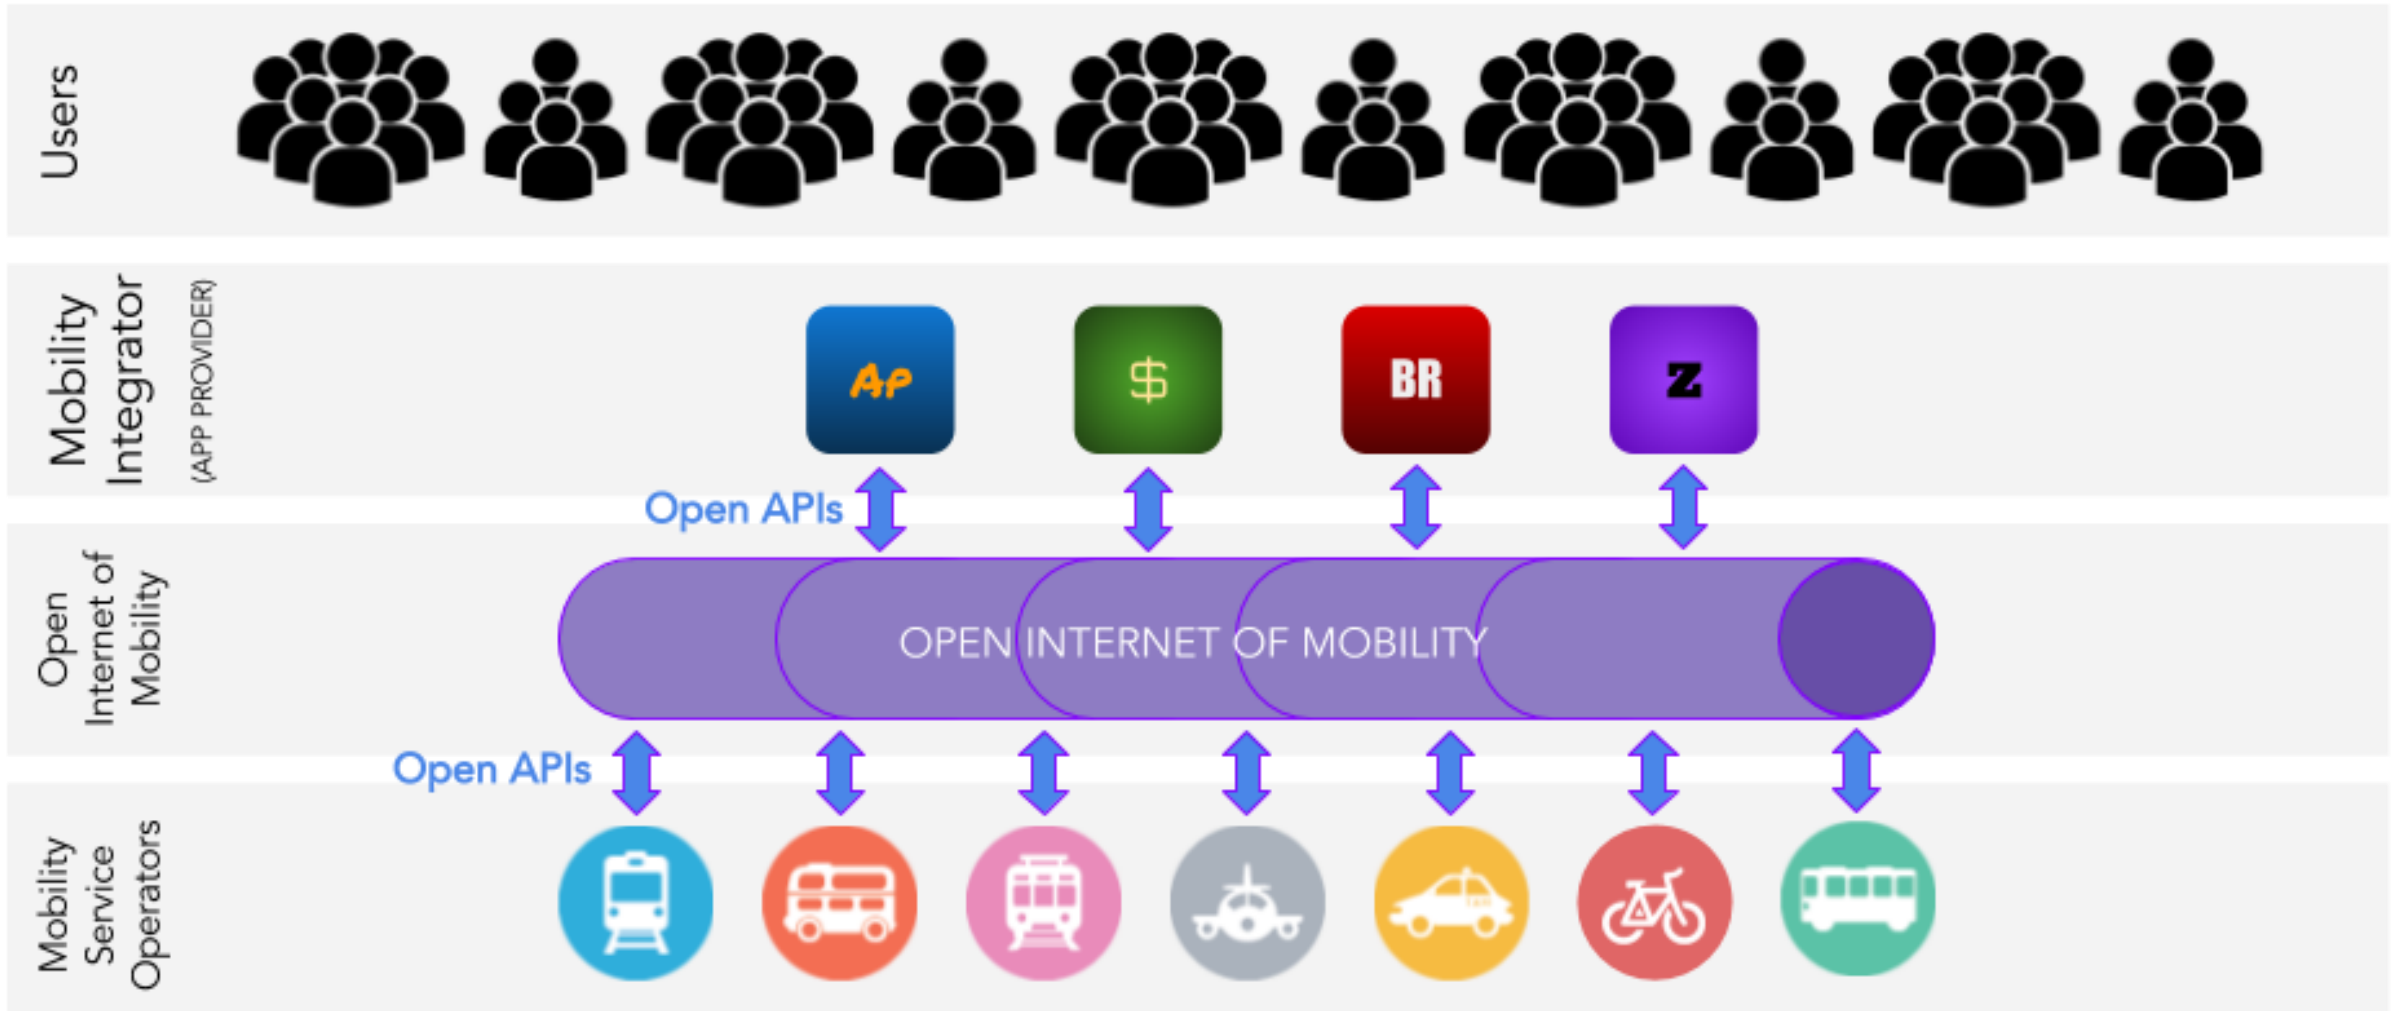 Users
Mobility
Integrator
(APP PROVIDER)
AP
$
BR
Z
Open APIs
Open
Internet of
Mobility
OPEN INTERNET OF MOBILITY
Open APIs
Mobility
Service
Operators